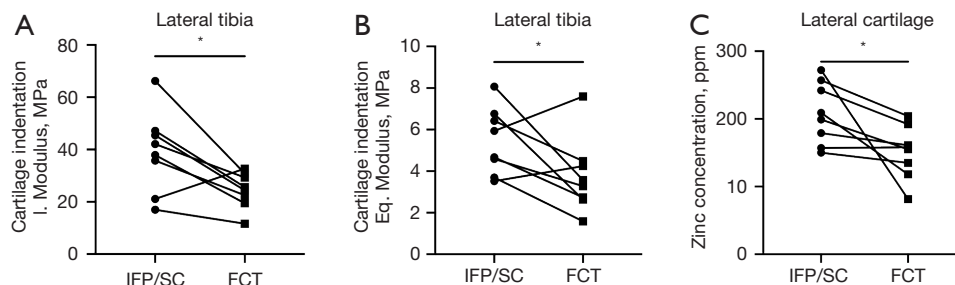 A
Lateral tibia
*
Cartilage indentation
I. Modulus, MPa
80
60
40
20
0
IFP/SC
FCT
B
Lateral tibia
*
Cartilage indentation
Eq. Modulus, MPa
10
8
6
4
2
0
IFP/SC
FCT
C
Lateral cartilage
*
Zinc concentration, ppm
300
200
100
0
IFP/SC
FCT